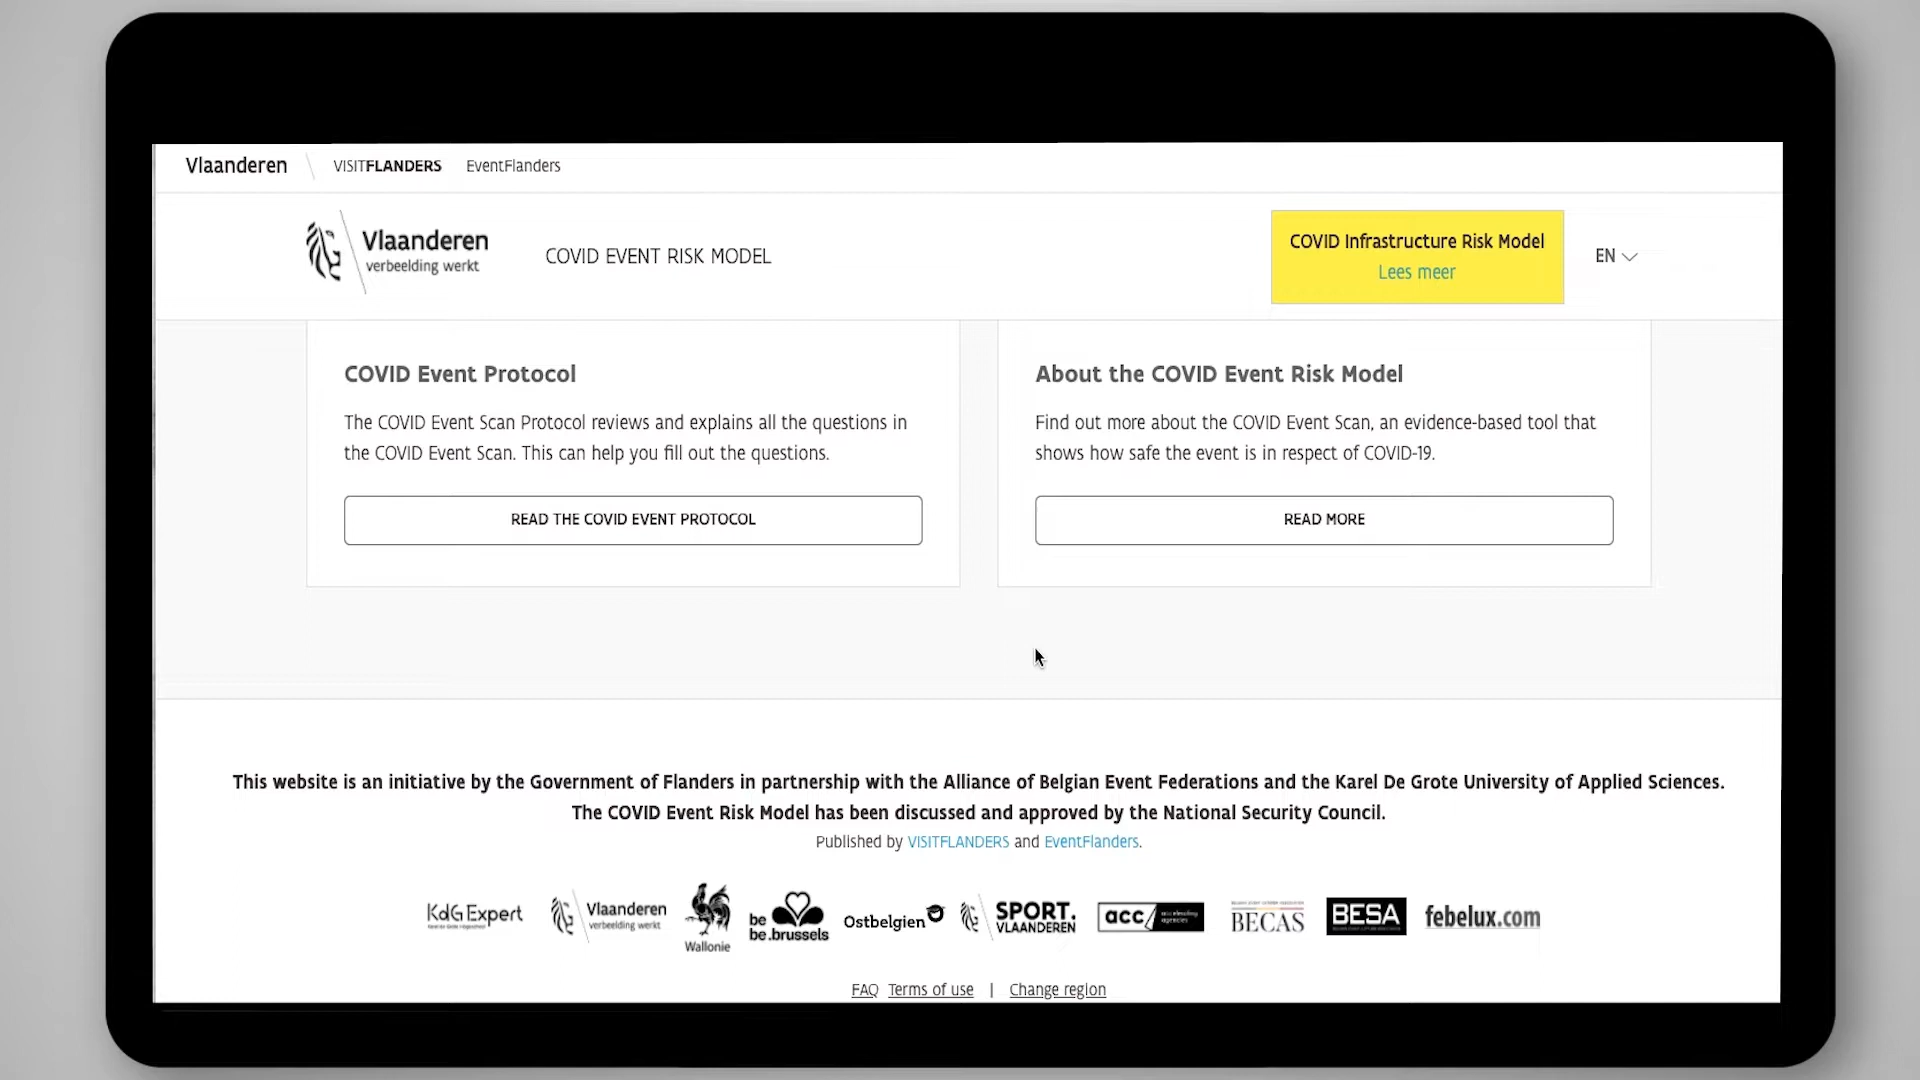 Vlaanderen VISITFLANDERS EventFlanders
Vlaanderen
verbeelding werkt
COVID EVENT RISK MODEL
COVID Infrastructure Risk Model
Lees meer
EN
COVID Event Protocol
The COVID Event Scan Protocol reviews and explains all the questions in
the COVID Event Scan. This can help you fill out the questions.
READ THE COVID EVENT PROTOCOL
About the COVID Event Risk Model
Find out more about the COVID Event Scan, an evidence-based tool that
shows how safe the event is in respect of COVID-19.
READ MORE
This website is an initiative by the Government of Flanders in partnership with the Alliance of Belgian Event Federations and the Karel De Grote University of Applied Sciences.
The COVID Event Risk Model has been discussed and approved by the National Security Council.
Published by VISITFLANDERS and EventFlanders.
KdG Expert
Vlaanderen
verbeelding werkt
Wallonie
be
be.brussels
Ostbelgien
SPORT.
VLAANDEREN
acc
BECAS
BESA
febelux.com
FAQ Terms of use | Change region